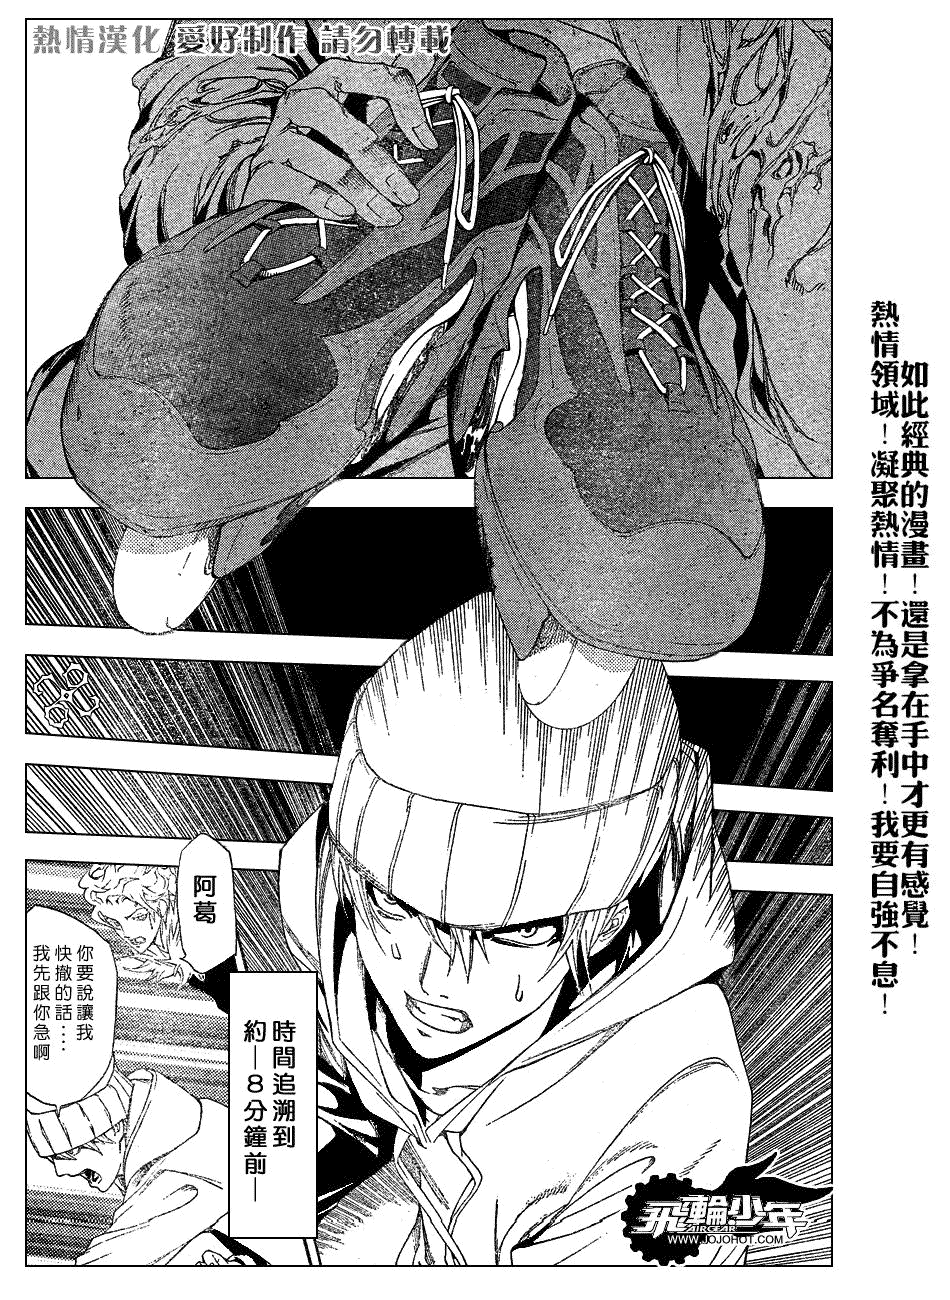 熱情漢化 愛好制作 請勿轉載
如此經典的漫畫！還是拿在手中才更有感覺！
熱情領域！凝聚熱情！不為爭名奪利！我要自強不息！
阿葛
你要說讓我
快撤的話‥‥
我先跟你急啊
時間追溯到
約—8分鐘前—
飛輪少年
AIR GEAR
WWW.JOJOHOT.COM